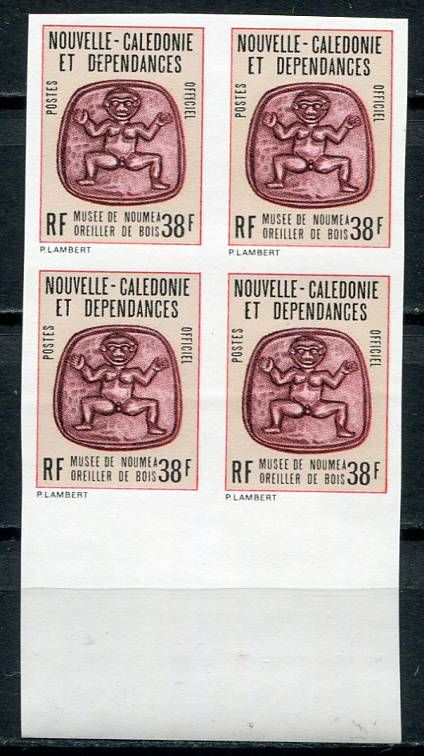 NOUVELLE-CALEDONIE
ET DEPENDANCES
POSTES
OFFICIEL
RF MUSEE DE NOUMEA 38F
OREILLER DE BOIS
P.LAMBERT
NOUVELLE-CALEDONIE
ET DEPENDANCES
POSTES
OFFICIEL
RF MUSEE DE NOUMEA 38F
OREILLER DE BOIS
P.LAMBERT
NOUVELLE-CALEDONIE
ET DEPENDANCES
POSTES
OFFICIEL
RF MUSEE DE NOUMEA 38F
OREILLER DE BOIS
P.LAMBERT
NOUVELLE-CALEDONIE
ET DEPENDANCES
POSTES
OFFICIEL
RF MUSEE DE NOUMEA 38F
OREILLER DE BOIS
P.LAMBERT